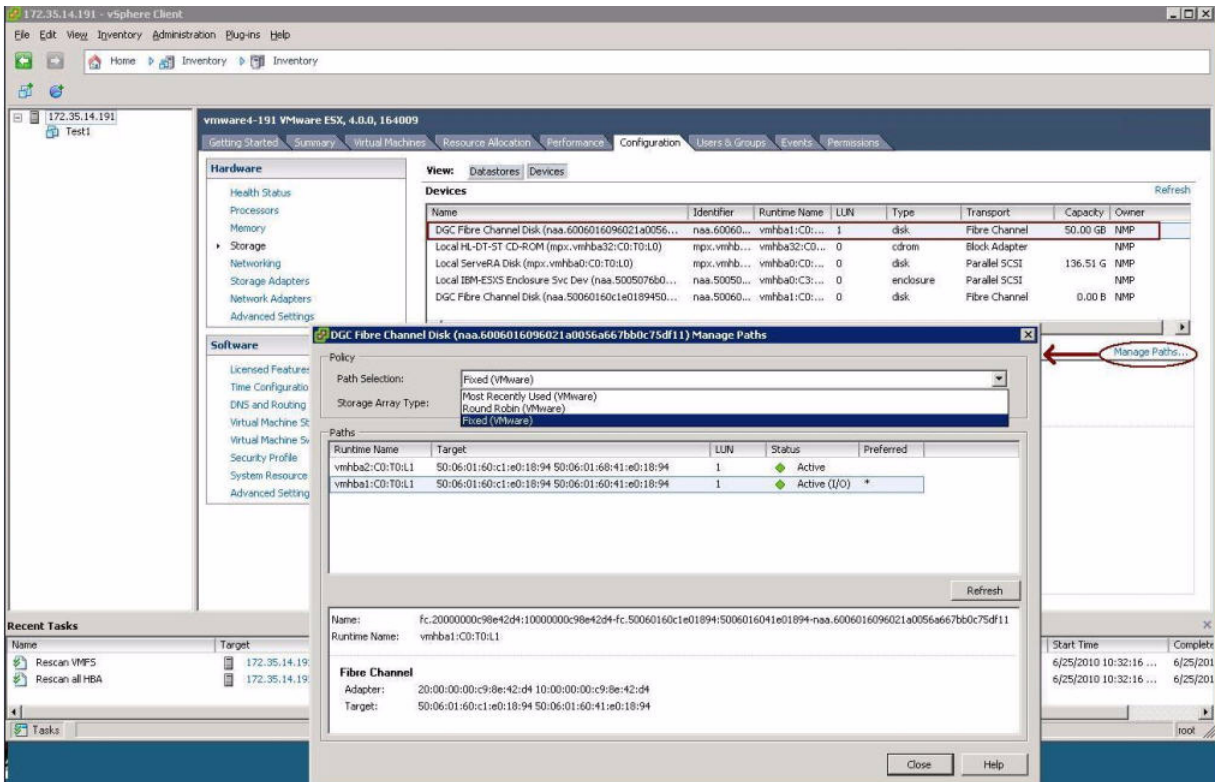 172.35.14.191 - vSphere Client
File Edit View Inventory Administration Plug-ins Help
Home Inventory Inventory
172.35.14.191
Test1
vmware4-191 VMware ESX, 4.0.0, 164009
Getting Started Summary Virtual Machines Resource Allocation Performance Configuration Users & Groups Events Permissions
Hardware
Health Status
Processors
Memory
Storage
Networking
Storage Adapters
Network Adapters
Advanced Settings
Software
Licensed Features
Time Configuratio
DNS and Routing
Virtual Machine St
Virtual Machine Sw
Security Profile
System Resource
Advanced Setting
View: Datastores Devices
Devices Refresh
Name Identifier Runtime Name LUN Type Transport Capacity Owner
DGC Fibre Channel Disk (naa.6006016096021a0056... naa.60060... vmhba1:C0:... 1 disk Fibre Channel 50.00 GB NMP
Local HL-DT-ST CD-ROM (mpx.vmhba32:C0:T0:L0) mpx.vmhb... vmhba32:C0... 0 cdrom Block Adapter NMP
Local ServeRA Disk (mpx.vmhba0:C0:T0:L0) mpx.vmhb... vmhba0:C0:... 0 disk Parallel SCSI 136.51 G NMP
Local IBM-ESXS Enclosure Svc Dev (naa.5005076b0... naa.50050... vmhba0:C3:... 0 enclosure Parallel SCSI NMP
DGC Fibre Channel Disk (naa.50060160c1e0189450... naa.50060... vmhba1:C0:... 0 disk Fibre Channel 0.00 B NMP
Manage Paths...
DGC Fibre Channel Disk (naa.6006016096021a0056a667bb0c75df11) Manage Paths
Policy
Path Selection: Fixed (VMware)
Storage Array Type:
Most Recently Used (VMware)
Round Robin (VMware)
Fixed (VMware)
Paths
Runtime Name Target LUN Status Preferred
vmhba2:C0:T0:L1 50:06:01:60:c1:e0:18:94 50:06:01:68:41:e0:18:94 1 Active
vmhba1:C0:T0:L1 50:06:01:60:c1:e0:18:94 50:06:01:60:41:e0:18:94 1 Active (I/O) *
Refresh
Name: fc.20000000c98e42d4:10000000c98e42d4-fc.50060160c1e01894:5006016041e01894-naa.6006016096021a0056a667bb0c75df11
Runtime Name: vmhba1:C0:T0:L1
Fibre Channel
Adapter: 20:00:00:00:c9:8e:42:d4 10:00:00:00:c9:8e:42:d4
Target: 50:06:01:60:c1:e0:18:94 50:06:01:60:41:e0:18:94
Close Help
Recent Tasks
Name Target Start Time Complete
Rescan VMFS 172.35.14.19 6/25/2010 10:32:16 ... 6/25/201
Rescan all HBA 172.35.14.19 6/25/2010 10:32:16 ... 6/25/201
Tasks root